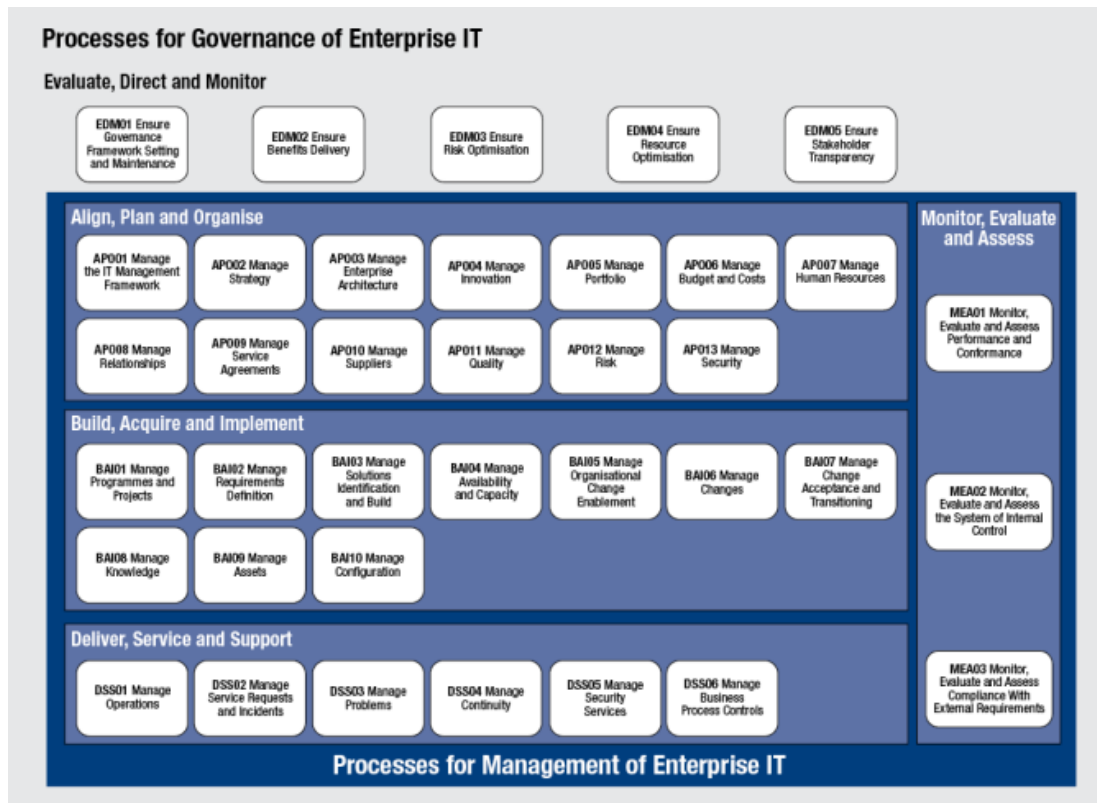 Processes for Governance of Enterprise IT
Evaluate, Direct and Monitor
EDM01 Ensure
Governance
Framework Setting
and Maintenance
EDM02 Ensure
Benefits Delivery
EDM03 Ensure
Risk Optimisation
EDM04 Ensure
Resource
Optimisation
EDM05 Ensure
Stakeholder
Transparency
Align, Plan and Organise
APO01 Manage
the IT Management
Framework
APO02 Manage
Strategy
APO03 Manage
Enterprise
Architecture
APO04 Manage
Innovation
APO05 Manage
Portfolio
APO06 Manage
Budget and Costs
APO07 Manage
Human Resources
APO08 Manage
Relationships
APO09 Manage
Service
Agreements
APO10 Manage
Suppliers
APO11 Manage
Quality
APO12 Manage
Risk
APO13 Manage
Security
Build, Acquire and Implement
BAI01 Manage
Programmes and
Projects
BAI02 Manage
Requirements
Definition
BAI03 Manage
Solutions
Identification
and Build
BAI04 Manage
Availability
and Capacity
BAI05 Manage
Organisational
Change
Enablement
BAI06 Manage
Changes
BAI07 Manage
Change
Acceptance and
Transitioning
BAI08 Manage
Knowledge
BAI09 Manage
Assets
BAI10 Manage
Configuration
Deliver, Service and Support
DSS01 Manage
Operations
DSS02 Manage
Service Requests
and Incidents
DSS03 Manage
Problems
DSS04 Manage
Continuity
DSS05 Manage
Security
Services
DSS06 Manage
Business
Process Controls
Monitor, Evaluate
and Assess
MEA01 Monitor,
Evaluate and Assess
Performance and
Conformance
MEA02 Monitor,
Evaluate and Assess
the System of Internal
Control
MEA03 Monitor,
Evaluate and Assess
Compliance With
External Requirements
Processes for Management of Enterprise IT